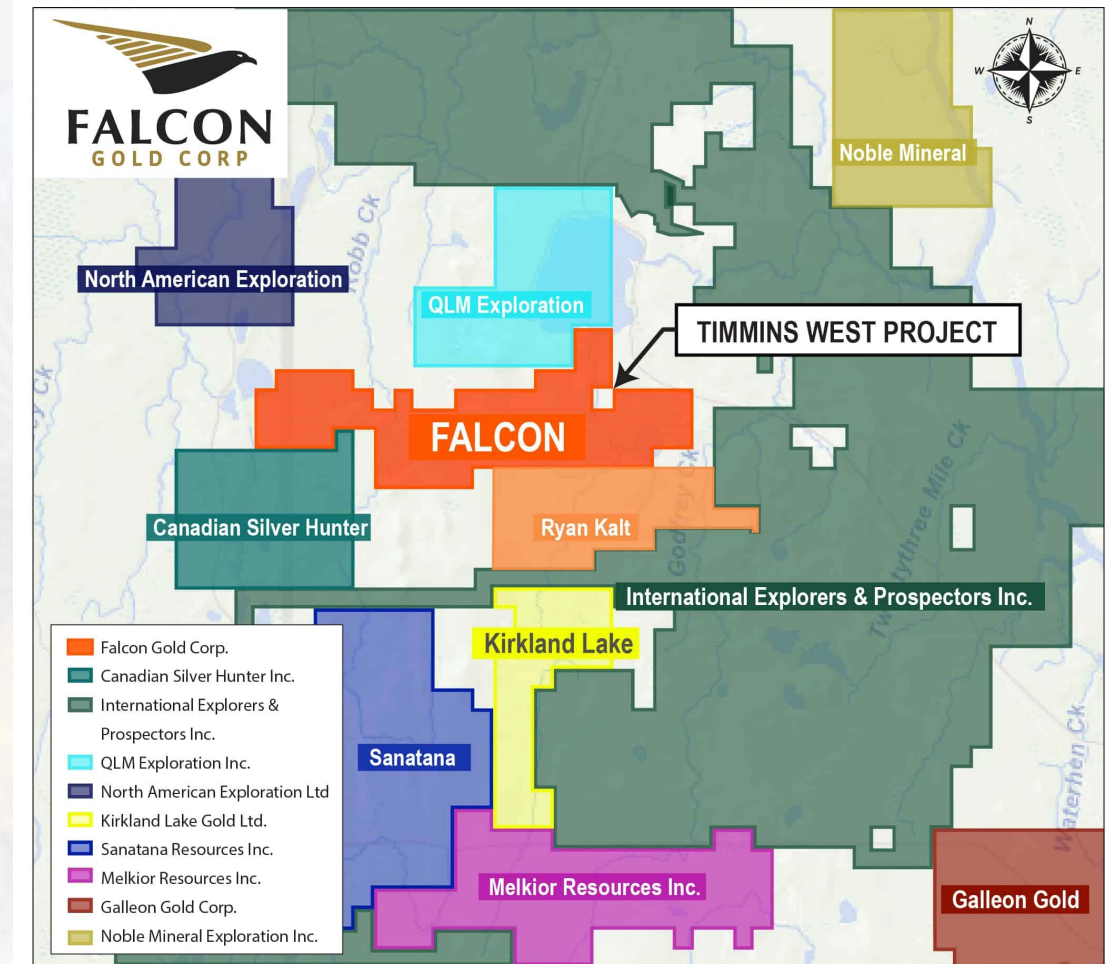 FALCON
GOLD CORP
N
W
E
S
Noble Mineral
Robb Ck
North American Exploration
QLM Exploration
TIMMINS WEST PROJECT
FALCON
Godfrey Ck
Twentythree Mile Ck
Canadian Silver Hunter
Ryan Kalt
International Explorers & Prospectors Inc.
Kirkland Lake
Sanatana
Waterhen Ck
Melkior Resources Inc.
Galleon Gold
Falcon Gold Corp.
Canadian Silver Hunter Inc.
International Explorers &
Prospectors Inc.
QLM Exploration Inc.
North American Exploration Ltd
Kirkland Lake Gold Ltd.
Sanatana Resources Inc.
Melkior Resources Inc.
Galleon Gold Corp.
Noble Mineral Exploration Inc.